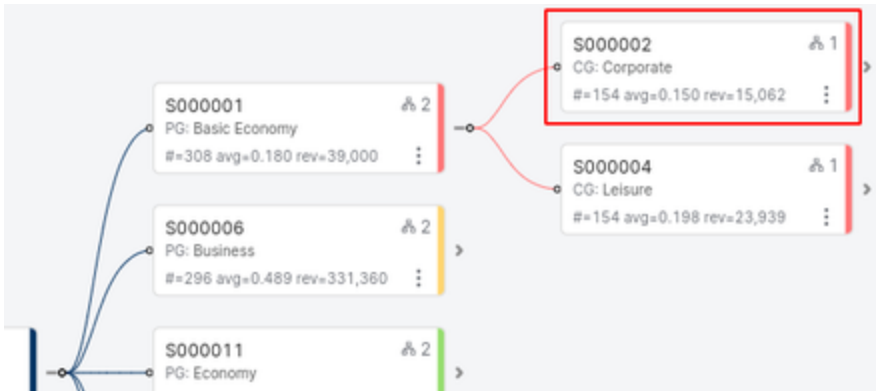 S000002 1
CG: Corporate
#=154 avg=0.150 rev=15,062
S000001 2
PG: Basic Economy
#=308 avg=0.180 rev=39,000
S000004 1
CG: Leisure
#=154 avg=0.198 rev=23,939
S000006 2
PG: Business
#=296 avg=0.489 rev=331,360
S000011 2
PG: Economy